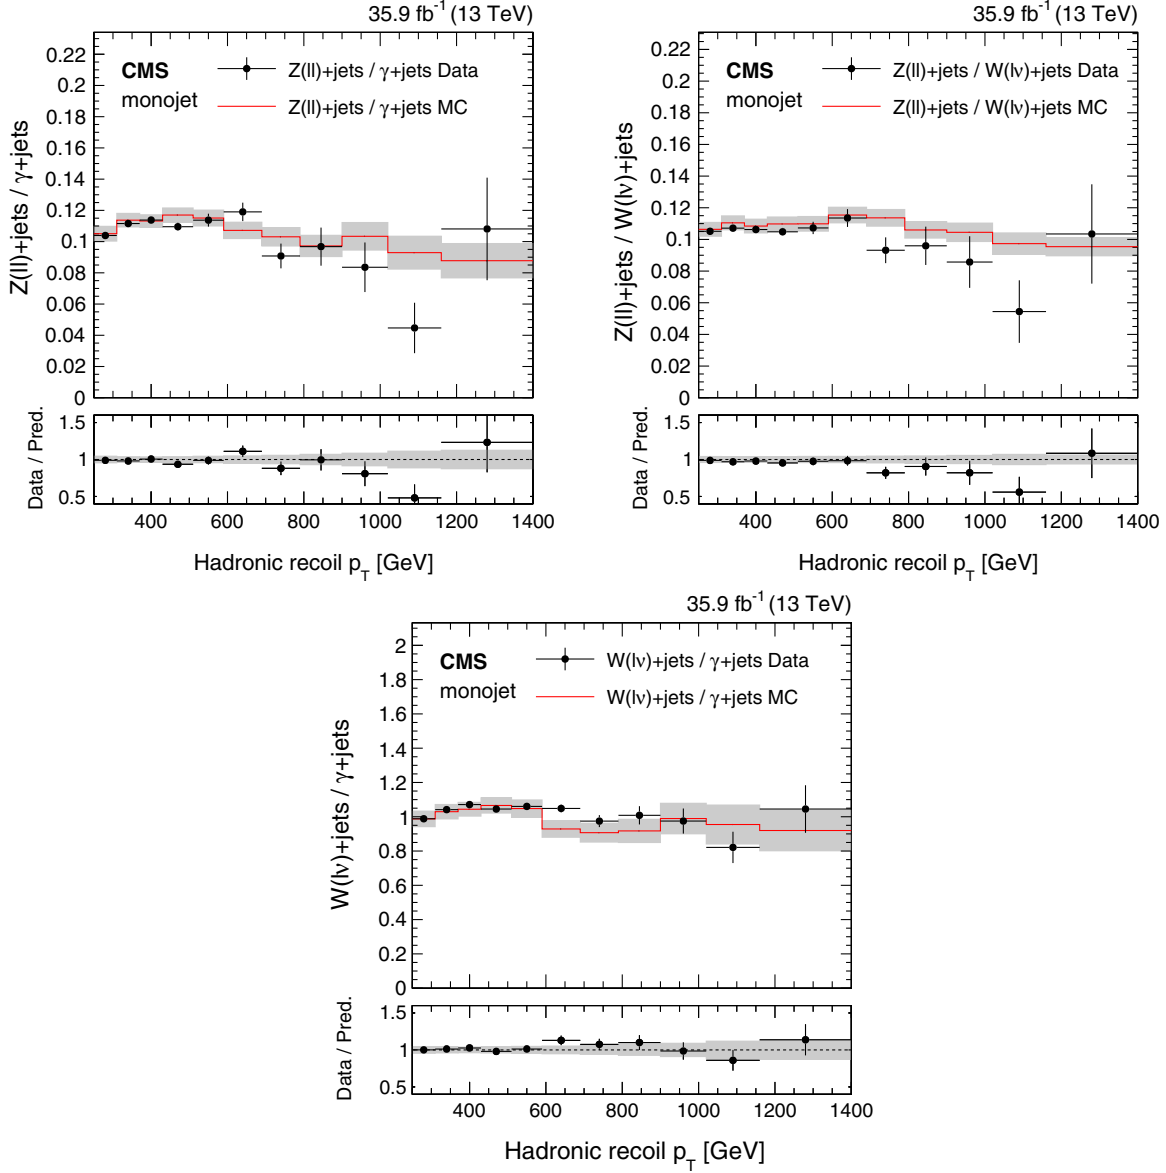 35.9 fb⁻¹ (13 TeV)
CMS
monojet
Z(ll)+jets / γ+jets Data
Z(ll)+jets / γ+jets MC
Z(ll)+jets / γ+jets
0.22
0.2
0.18
0.16
0.14
0.12
0.1
0.08
0.06
0.04
0.02
0
Data / Pred.
1.5
1
0.5
400 600 800 1000 1200 1400
Hadronic recoil p_T [GeV]
35.9 fb⁻¹ (13 TeV)
CMS
monojet
Z(ll)+jets / W(lν)+jets Data
Z(ll)+jets / W(lν)+jets MC
Z(ll)+jets / W(lν)+jets
0.22
0.2
0.18
0.16
0.14
0.12
0.1
0.08
0.06
0.04
0.02
0
Data / Pred.
1.5
1
0.5
400 600 800 1000 1200 1400
Hadronic recoil p_T [GeV]
35.9 fb⁻¹ (13 TeV)
CMS
monojet
W(lν)+jets / γ+jets Data
W(lν)+jets / γ+jets MC
W(lν)+jets / γ+jets
2
1.8
1.6
1.4
1.2
1
0.8
0.6
0.4
0.2
0
Data / Pred.
1.5
1
0.5
400 600 800 1000 1200 1400
Hadronic recoil p_T [GeV]